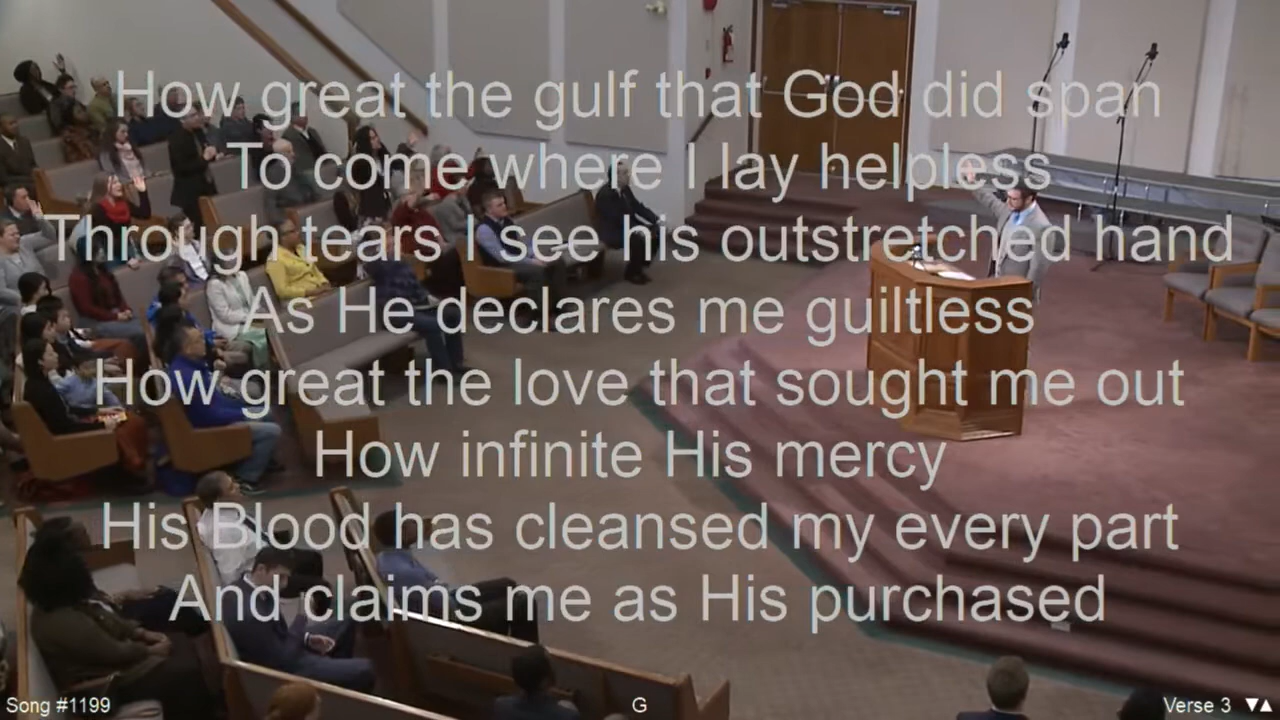 How great the gulf that God did span
To come where I lay helpless
Through tears I see his outstretched hand
As He declares me guiltless
How great the love that sought me out
How infinite His mercy
His Blood has cleansed my every part
And claims me as His purchased
Song #1199
G
Verse 3 ▼▲